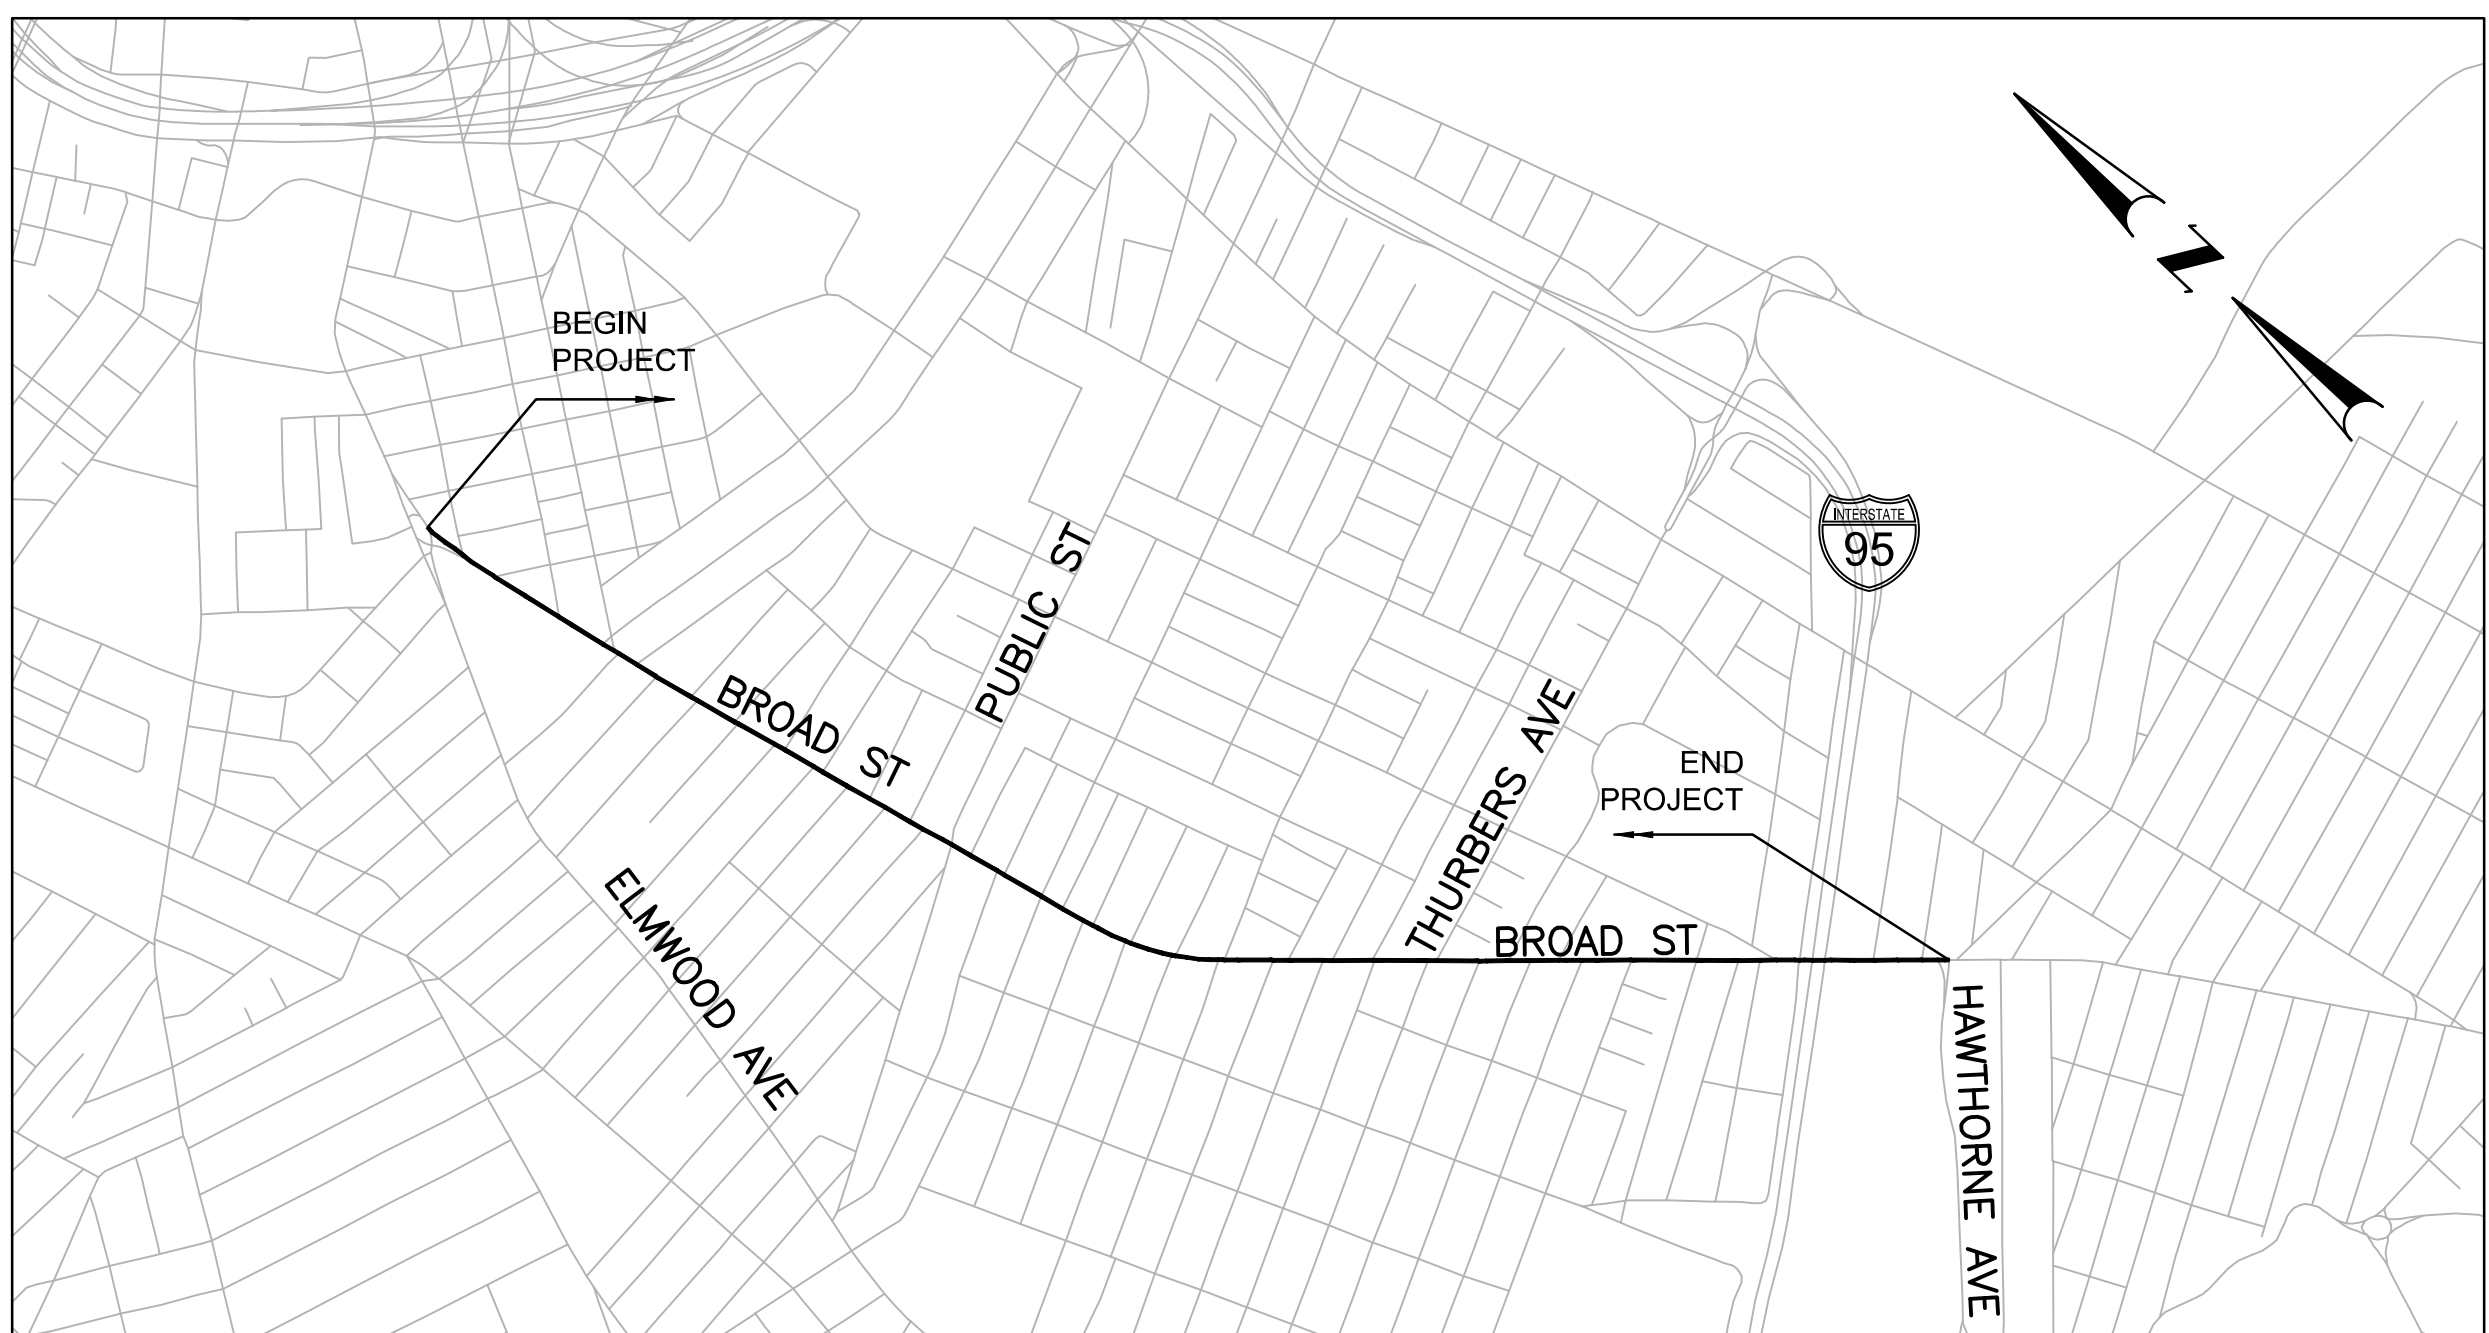 BEGIN
PROJECT
N
INTERSTATE
95
PUBLIC ST
BROAD ST
THURBERS AVE
END
PROJECT
ELMWOOD AVE
BROAD ST
HAWTHORNE AVE